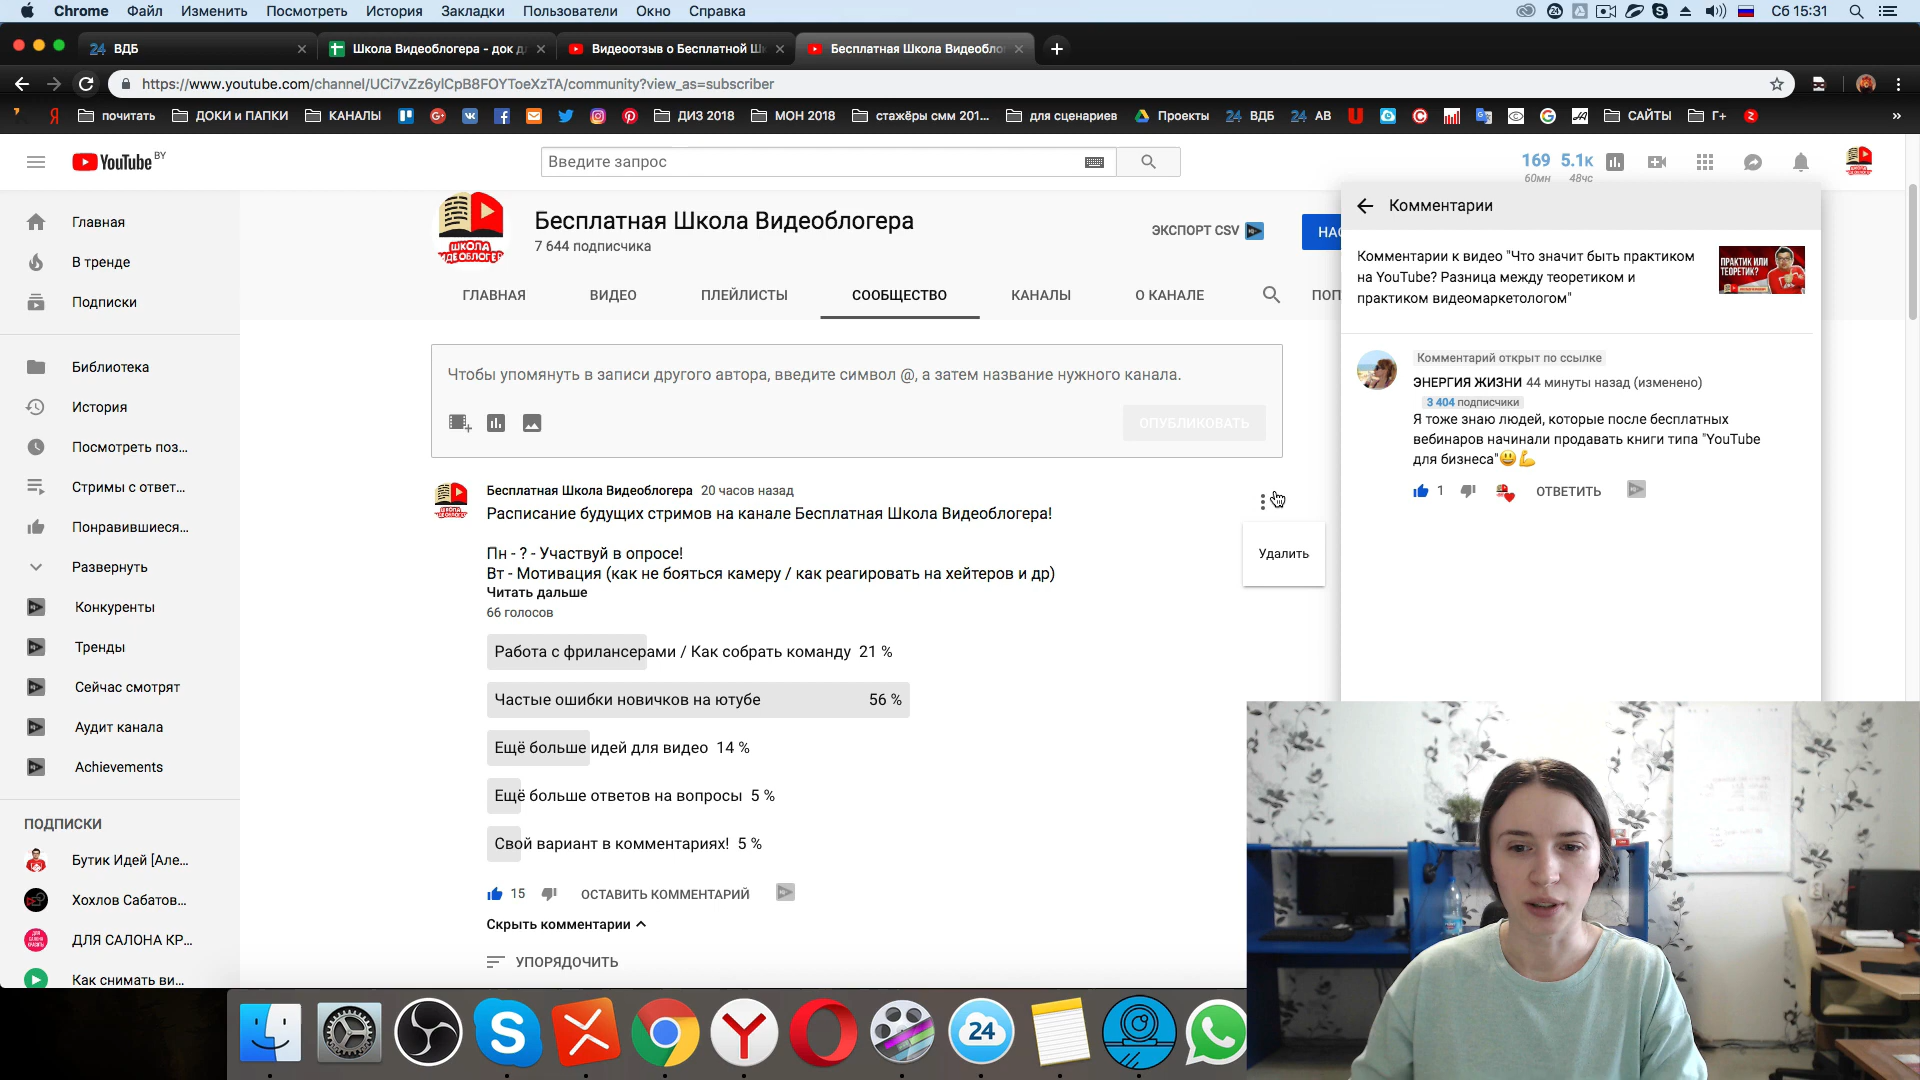 Chrome Файл Изменить Посмотреть История Закладки Пользователи Окно Справка Сб 15:31
24 ВДБ
Школа Видеоблогера - док д
Видеоотзыв о Бесплатной Ш
Бесплатная Школа Видеобло
https://www.youtube.com/channel/UCi7vZz6ylCpB8FOYToeXzTA/community?view_as=subscriber
почитать ДОКИ и ПАПКИ КАНАЛЫ ДИЗ 2018 МОН 2018 стажёры смм 201... для сценариев Проекты 24 ВДБ 24 АВ САЙТЫ Г+ »
YouTube BY
Введите запрос
169 5.1к
60мн 48чс
Главная
В тренде
Подписки
Библиотека
История
Посмотреть поз...
Стримы с ответ...
Понравившиеся...
Развернуть
Конкуренты
Тренды
Сейчас смотрят
Аудит канала
Achievements
ПОДПИСКИ
Бутик Идей [Але...
Хохлов Сабатов...
ДЛЯ САЛОНА КР...
Как снимать ви...
Бесплатная Школа Видеоблогера
7 644 подписчика
ЭКСПОРТ CSV
НАС
ГЛАВНАЯ ВИДЕО ПЛЕЙЛИСТЫ СООБЩЕСТВО КАНАЛЫ О КАНАЛЕ ПОП
Чтобы упомянуть в записи другого автора, введите символ @, а затем название нужного канала.
ОПУБЛИКОВАТЬ
Бесплатная Школа Видеоблогера 20 часов назад
Расписание будущих стримов на канале Бесплатная Школа Видеоблогера!
Пн - ? - Участвуй в опросе!
Вт - Мотивация (как не бояться камеру / как реагировать на хейтеров и др)
Читать дальше
66 голосов
Работа с фрилансерами / Как собрать команду 21 %
Частые ошибки новичков на ютубе 56 %
Ещё больше идей для видео 14 %
Ещё больше ответов на вопросы 5 %
Свой вариант в комментариях! 5 %
15 ОСТАВИТЬ КОММЕНТАРИЙ
Скрыть комментарии
УПОРЯДОЧИТЬ
Удалить
Комментарии
Комментарии к видео "Что значит быть практиком
на YouTube? Разница между теоретиком и
практиком видеомаркетологом"
ПРАКТИК ИЛИ
ТЕОРЕТИК?
Комментарий открыт по ссылке
ЭНЕРГИЯ ЖИЗНИ 44 минуты назад (изменено)
3 404 подписчики
Я тоже знаю людей, которые после бесплатных
вебинаров начинали продавать книги типа "YouTube
для бизнеса"😃💪
1 ОТВЕТИТЬ
24